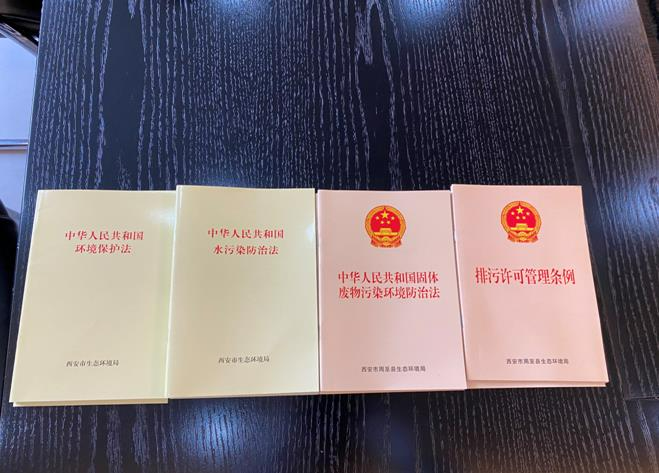 中华人民共和国
环境保护法
西安市生态环境局
中华人民共和国
水污染防治法
西安市生态环境局
中华人民共和国固体
废物污染环境防治法
西安市周至县生态环境局
排污许可管理条例
西安市周至县生态环境局